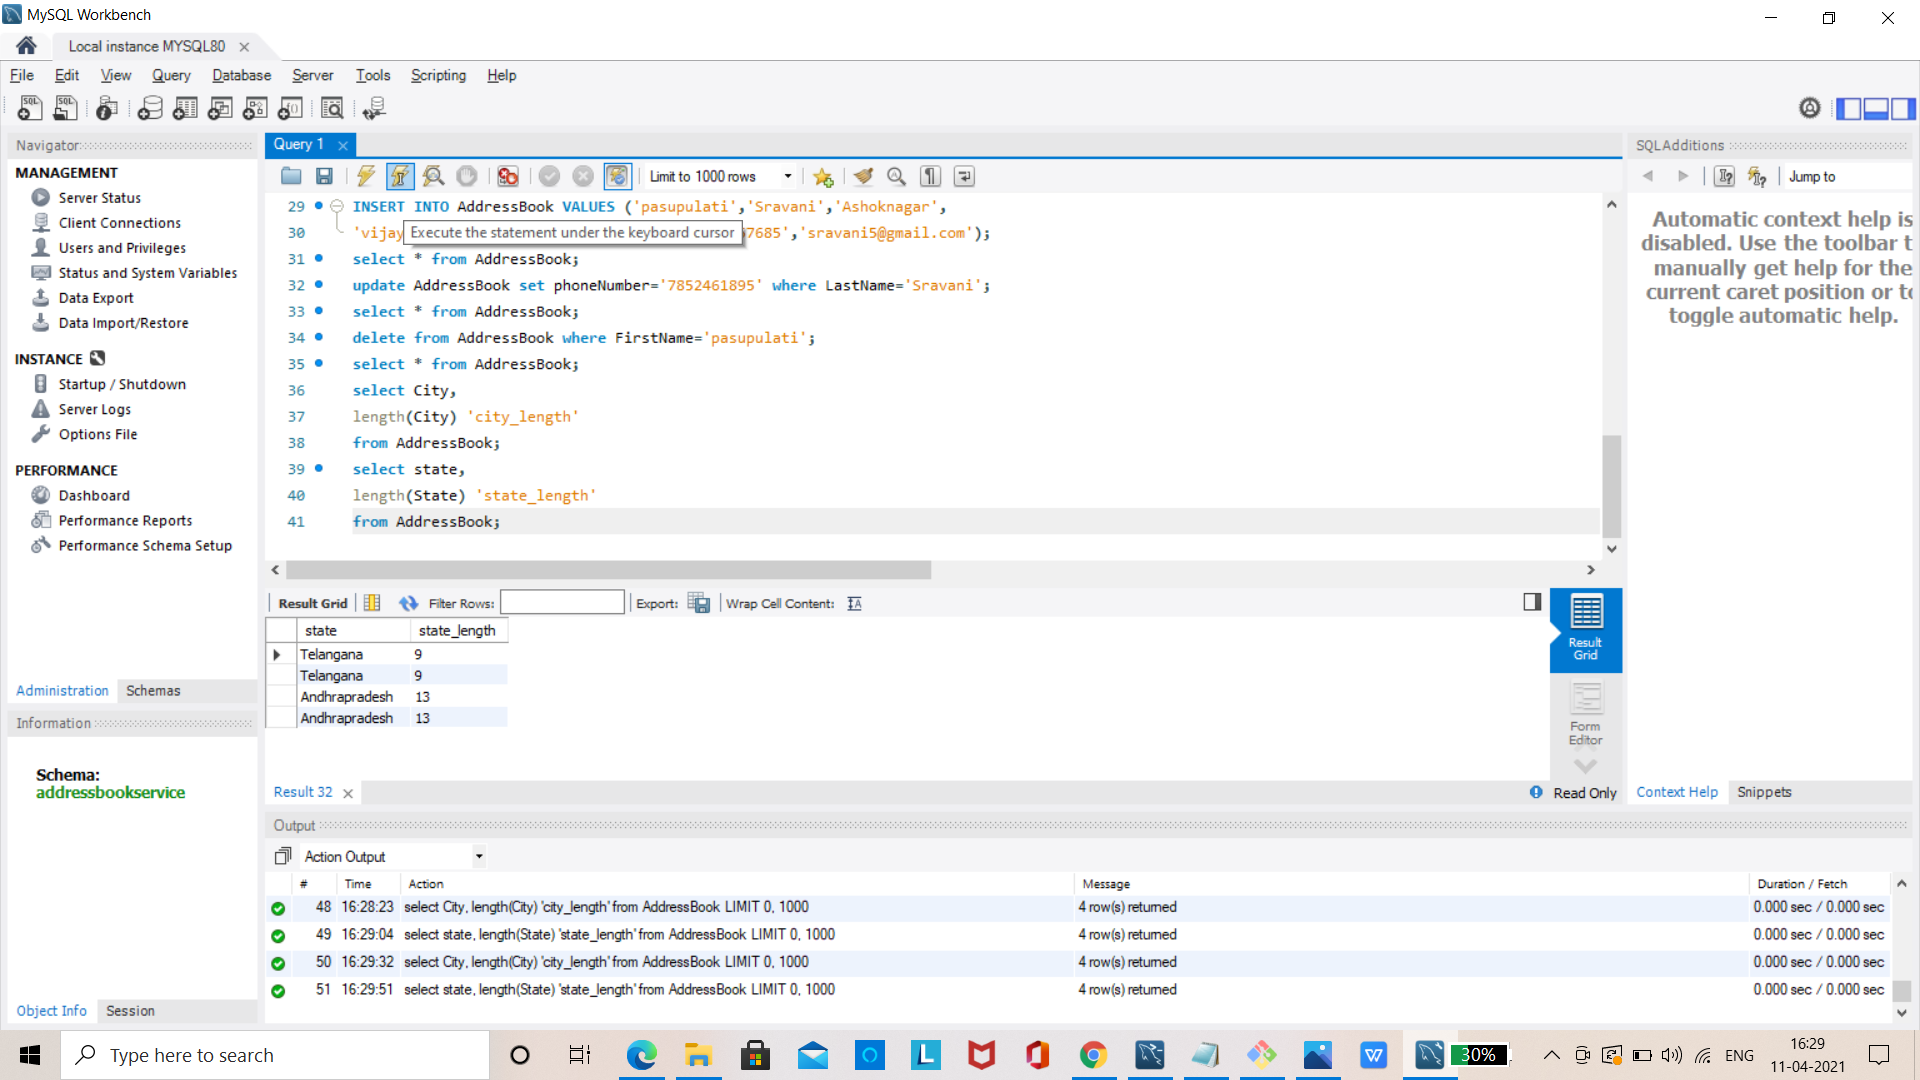 MySQL Workbench
Local instance MYSQL80
File Edit View Query Database Server Tools Scripting Help
Navigator
MANAGEMENT
Server Status
Client Connections
Users and Privileges
Status and System Variables
Data Export
Data Import/Restore
INSTANCE
Startup / Shutdown
Server Logs
Options File
PERFORMANCE
Dashboard
Performance Reports
Performance Schema Setup
Administration Schemas
Information
Schema:
addressbookservice
Object Info Session
Query 1
Limit to 1000 rows
29 INSERT INTO AddressBook VALUES ('pasupulati','Sravani','Ashoknagar',
30 'vijay 7685','sravani5@gmail.com');
Execute the statement under the keyboard cursor
31 select * from AddressBook;
32 update AddressBook set phoneNumber='7852461895' where LastName='Sravani';
33 select * from AddressBook;
34 delete from AddressBook where FirstName='pasupulati';
35 select * from AddressBook;
36 select City,
37 length(City) 'city_length'
38 from AddressBook;
39 select state,
40 length(State) 'state_length'
41 from AddressBook;
Result Grid Filter Rows: Export: Wrap Cell Content:
state state_length
Telangana 9
Telangana 9
Andhrapradesh 13
Andhrapradesh 13
Result Grid
Form Editor
Result 32
Read Only
SQLAdditions
Jump to
Automatic context help is
disabled. Use the toolbar t
manually get help for the
current caret position or to
toggle automatic help.
Context Help Snippets
Output
Action Output
# Time Action Message Duration / Fetch
48 16:28:23 select City, length(City) 'city_length' from AddressBook LIMIT 0, 1000 4 row(s) returned 0.000 sec / 0.000 sec
49 16:29:04 select state, length(State) 'state_length' from AddressBook LIMIT 0, 1000 4 row(s) returned 0.000 sec / 0.000 sec
50 16:29:32 select City, length(City) 'city_length' from AddressBook LIMIT 0, 1000 4 row(s) returned 0.000 sec / 0.000 sec
51 16:29:51 select state, length(State) 'state_length' from AddressBook LIMIT 0, 1000 4 row(s) returned 0.000 sec / 0.000 sec
Type here to search
30%
ENG
16:29
11-04-2021